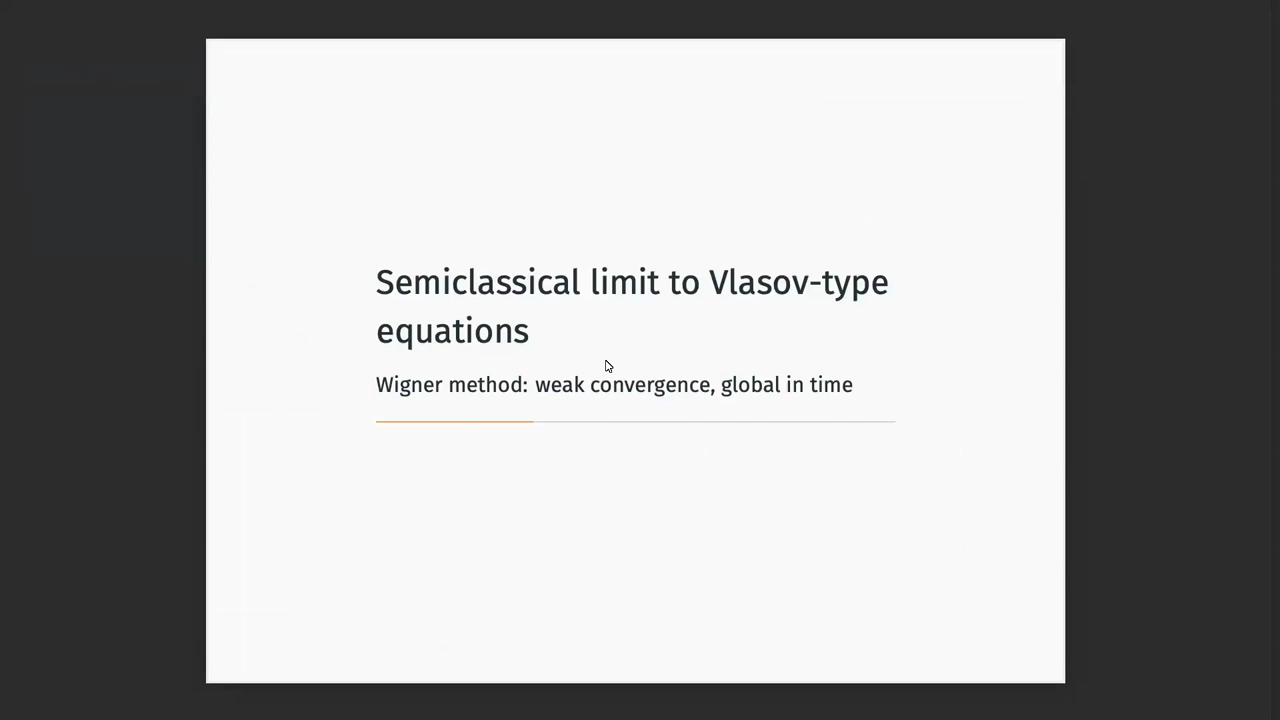 Semiclassical limit to Vlasov-type
equations
Wigner method: weak convergence, global in time